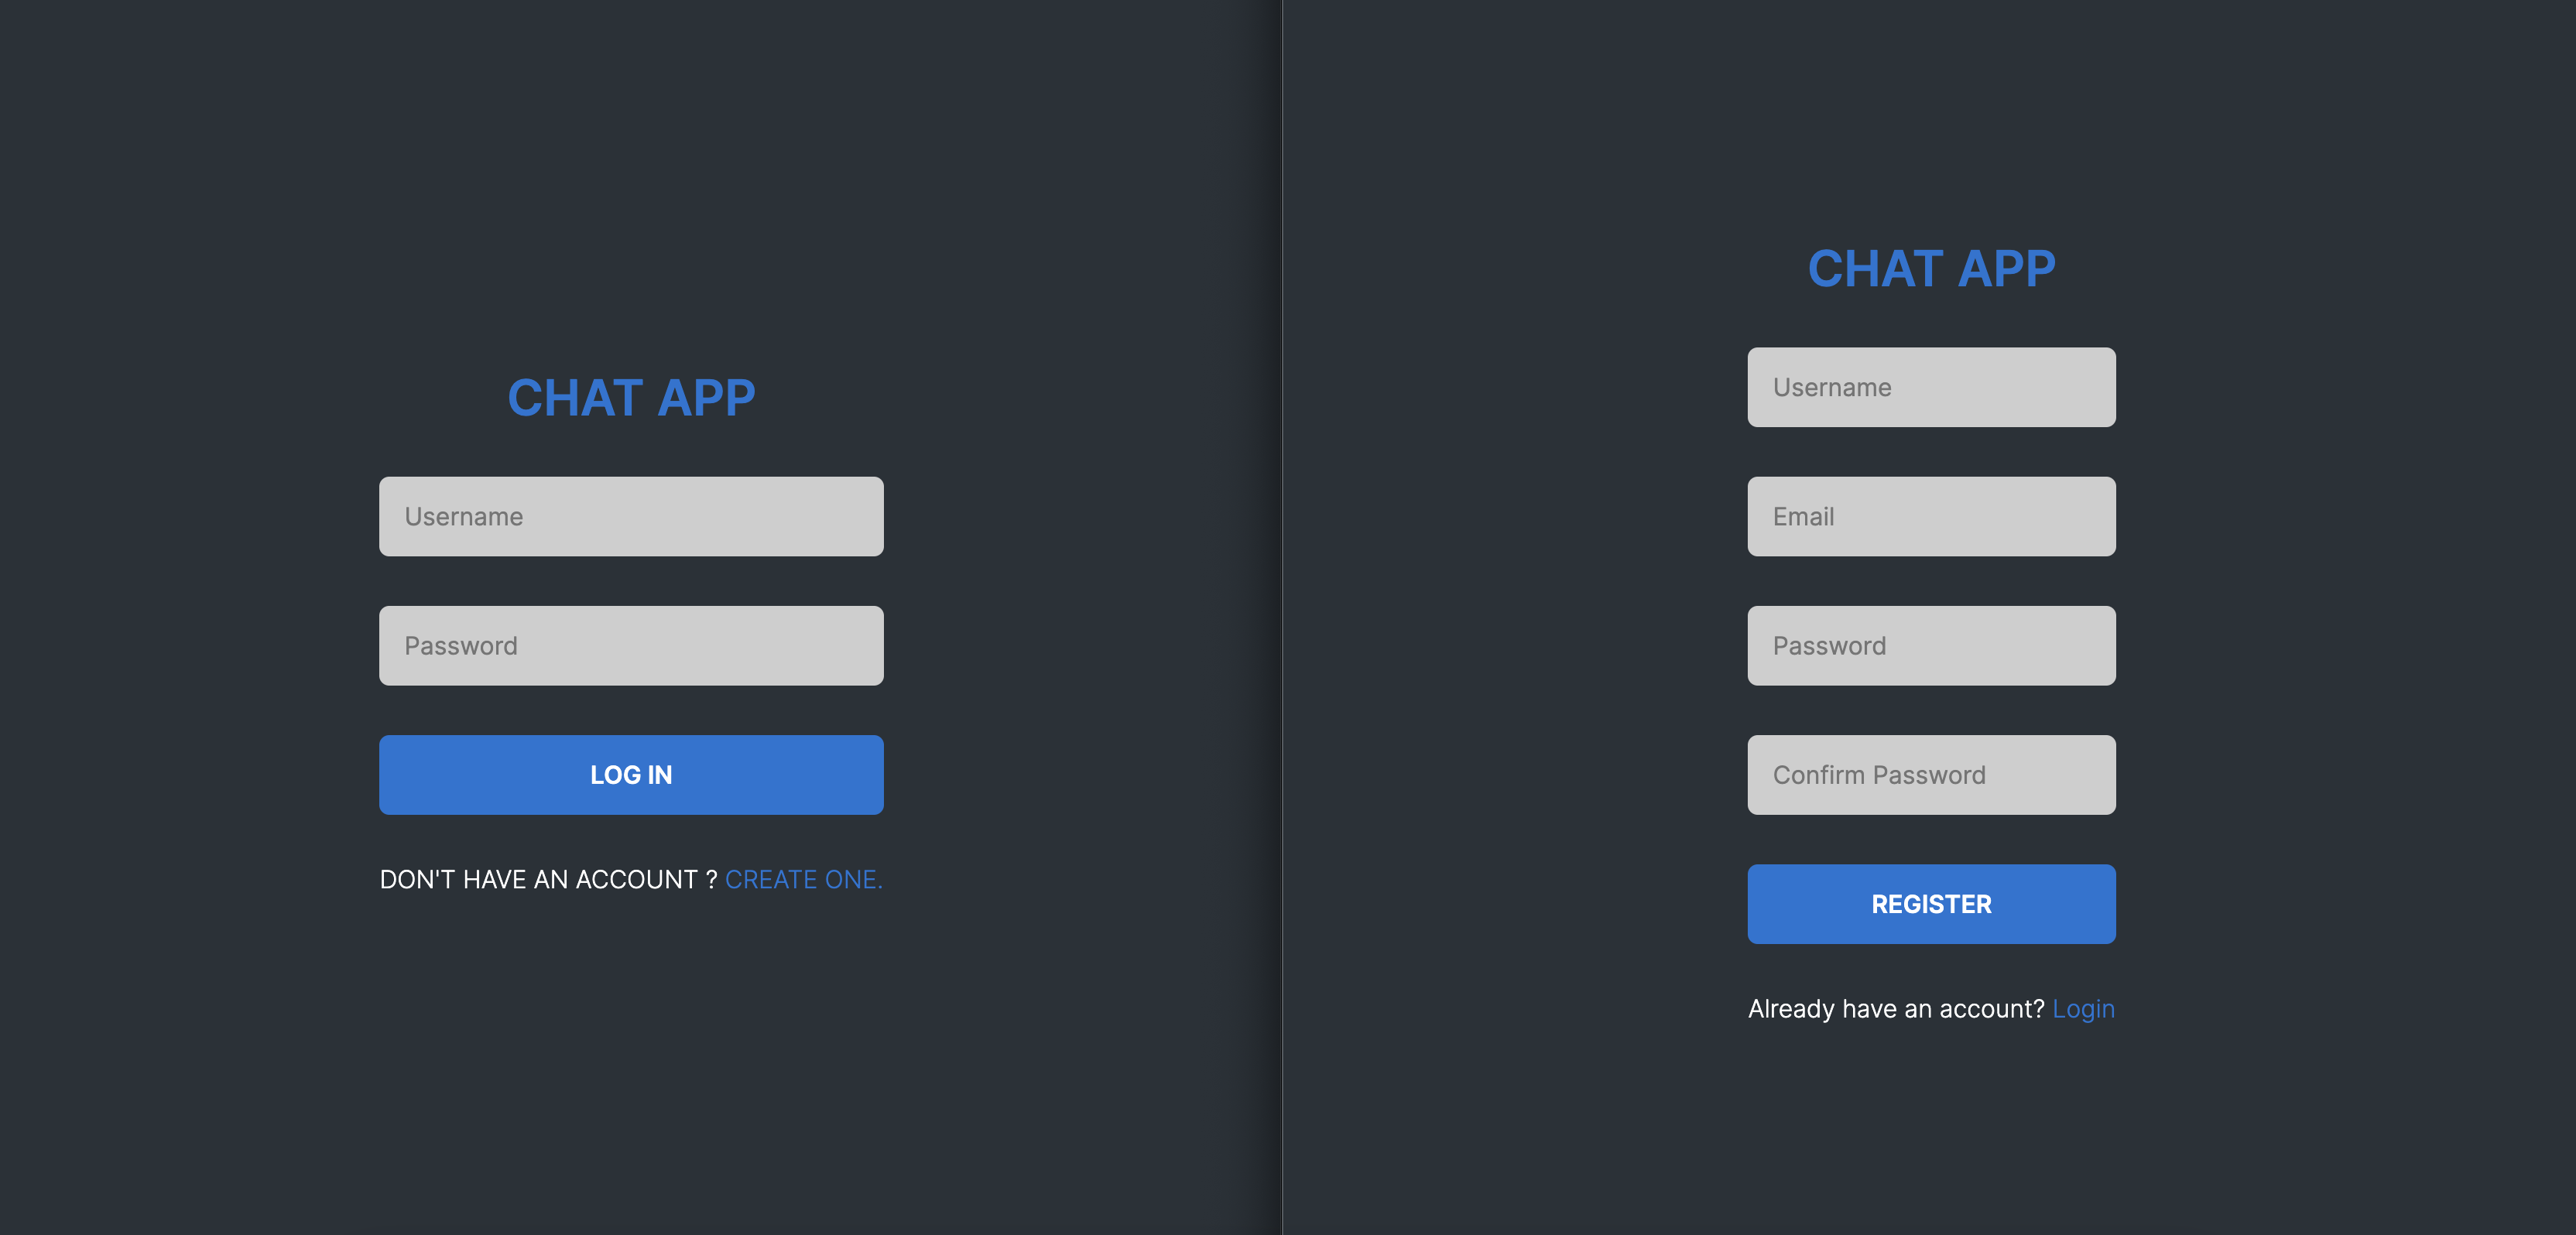 CHAT APP
Username
Password
LOG IN
DON'T HAVE AN ACCOUNT ? CREATE ONE.
CHAT APP
Username
Email
Password
Confirm Password
REGISTER
Already have an account? Login